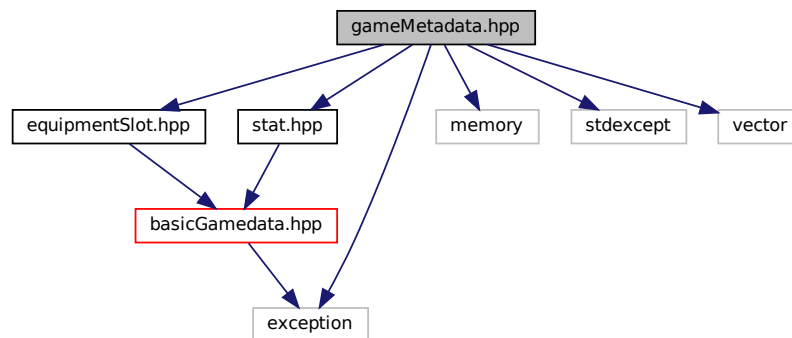 gameMetadata.hpp
equipmentSlot.hpp
stat.hpp
memory
stdexcept
vector
basicGamedata.hpp
exception